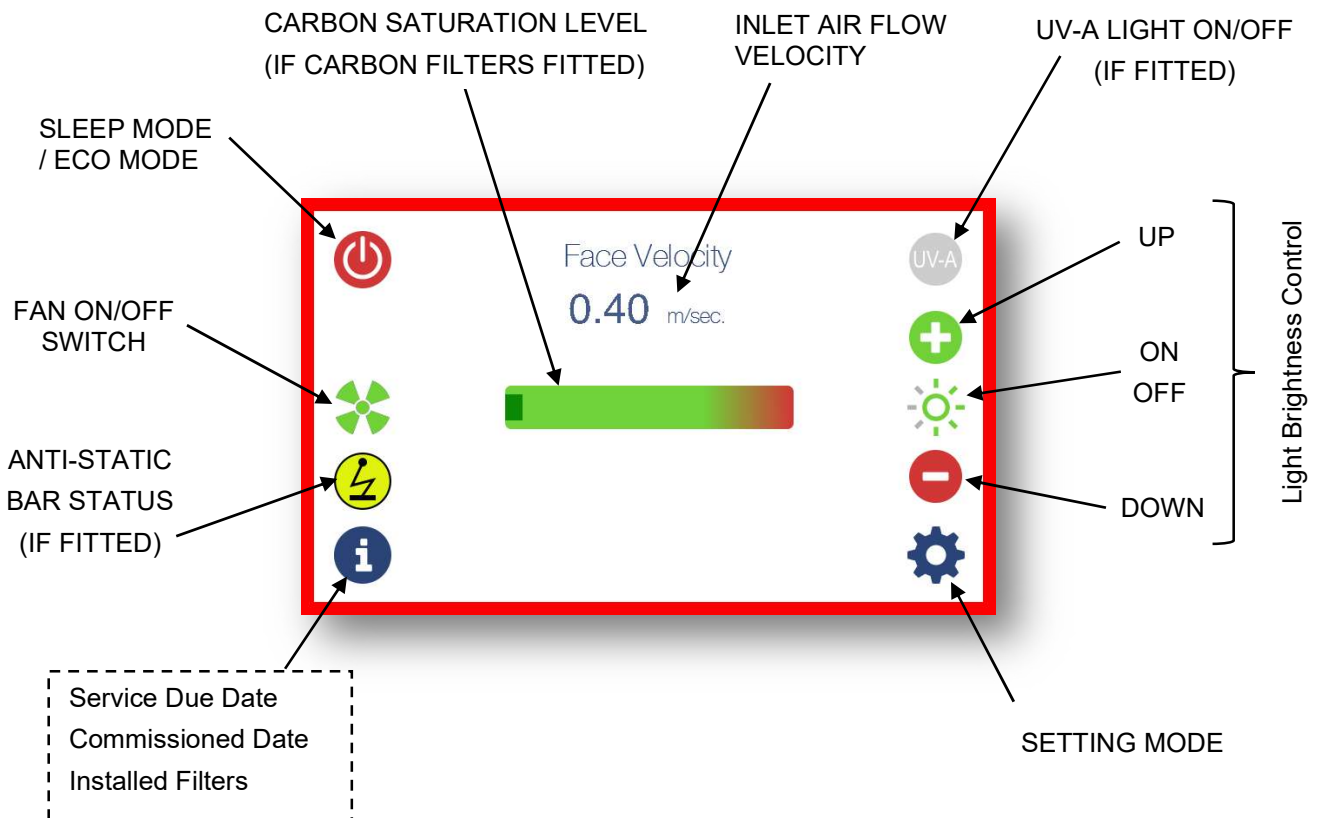 CARBON SATURATION LEVEL
(IF CARBON FILTERS FITTED)
INLET AIR FLOW
VELOCITY
UV-A LIGHT ON/OFF
(IF FITTED)
SLEEP MODE
/ ECO MODE
Face Velocity
0.40 m/sec.
UV-A
UP
FAN ON/OFF
SWITCH
ON
OFF
Light Brightness Control
ANTI-STATIC
BAR STATUS
(IF FITTED)
DOWN
i
Service Due Date
Commissioned Date
Installed Filters
SETTING MODE